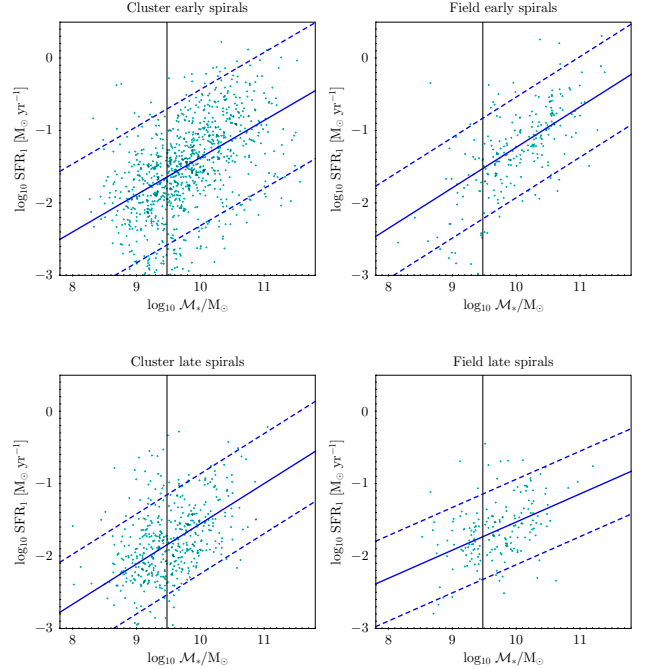 Cluster early spirals
log₁₀ SFR₁ [M⊙ yr⁻¹]
0
−1
−2
−3
8 9 10 11
log₁₀ ℳ*/M⊙
Field early spirals
log₁₀ SFR₁ [M⊙ yr⁻¹]
0
−1
−2
−3
8 9 10 11
log₁₀ ℳ*/M⊙
Cluster late spirals
log₁₀ SFR₁ [M⊙ yr⁻¹]
0
−1
−2
−3
8 9 10 11
log₁₀ ℳ*/M⊙
Field late spirals
log₁₀ SFR₁ [M⊙ yr⁻¹]
0
−1
−2
−3
8 9 10 11
log₁₀ ℳ*/M⊙